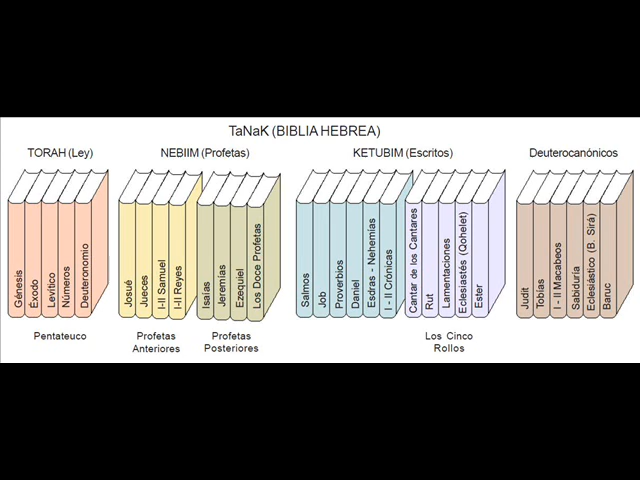 TaNaK (BIBLIA HEBREA)
TORAH (Ley)
NEBIIM (Profetas)
KETUBIM (Escritos)
Deuterocanónicos
Génesis
Exodo
Levítico
Números
Deuteronomio
Josué
Jueces
I-II Samuel
I-II Reyes
Isaías
Jeremías
Ezequiel
Los Doce Profetas
Salmos
Job
Proverbios
Daniel
Esdras - Nehemías
I - II Crónicas
Cantar de los Cantares
Rut
Lamentaciones
Eclesiastés (Qohelet)
Ester
Judit
Tobías
I - II Macabeos
Sabiduría
Eclesiástico (B. Sirá)
Baruc
Pentateuco
Profetas
Anteriores
Profetas
Posteriores
Los Cinco
Rollos